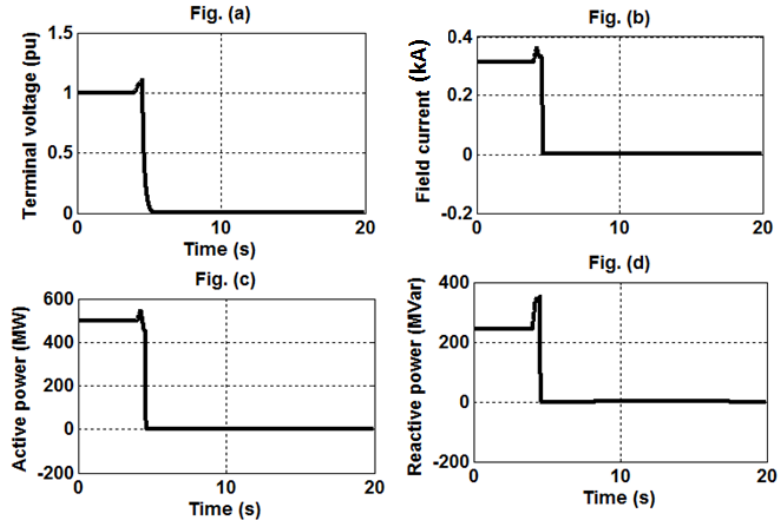 Fig. (a)
Terminal voltage (pu)
1.5
1
0.5
0
0
10
20
Time (s)
Fig. (b)
Field current (kA)
0.4
0.2
0
-0.2
0
10
20
Time (s)
Fig. (c)
Active power (MW)
600
400
200
0
-200
0
10
20
Time (s)
Fig. (d)
Reactive power (MVar)
400
200
0
-200
0
10
20
Time (s)